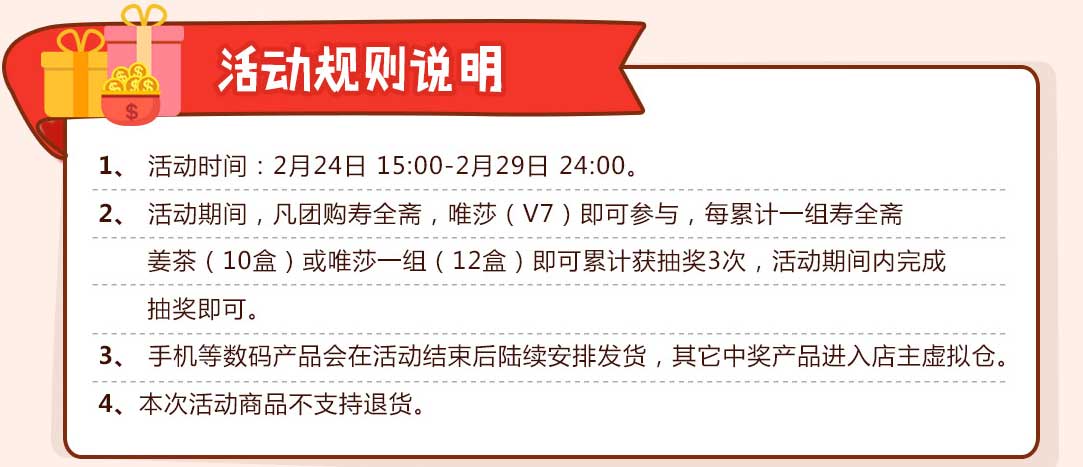 活动规则说明
1、 活动时间：2月24日 15:00-2月29日 24:00。
2、 活动期间，凡团购寿全斋，唯莎（V7）即可参与，每累计一组寿全斋
姜茶（10盒）或唯莎一组（12盒）即可累计获抽奖3次，活动期间内完成
抽奖即可。
3、 手机等数码产品会在活动结束后陆续安排发货，其它中奖产品进入店主虚拟仓。
4、本次活动商品不支持退货。